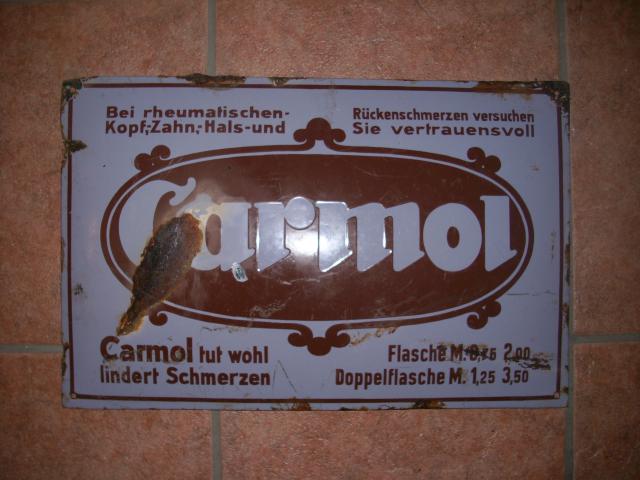 Bei rheumatischen- Rückenschmerzen versuchen
Kopf,-Zahn,-Hals-und Sie vertrauensvoll
Carmol
Carmol tut wohl
lindert Schmerzen
Flasche M. 0,75 2,00
Doppelflasche M. 1,25 3,50